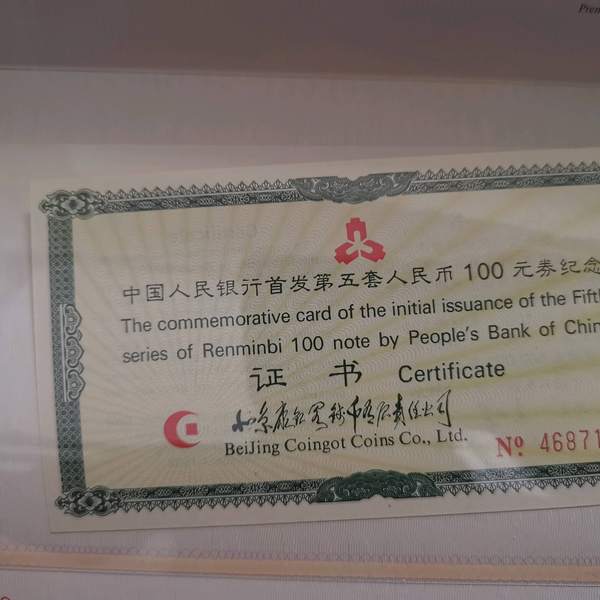 Pren
中国人民银行首发第五套人民币100元券纪念
The commemorative card of the initial issuance of the Fifth
series of Renminbi 100 note by People's Bank of Chin
证书 Certificate
BeiJing Coingot Coins Co., Ltd.
№ 46871